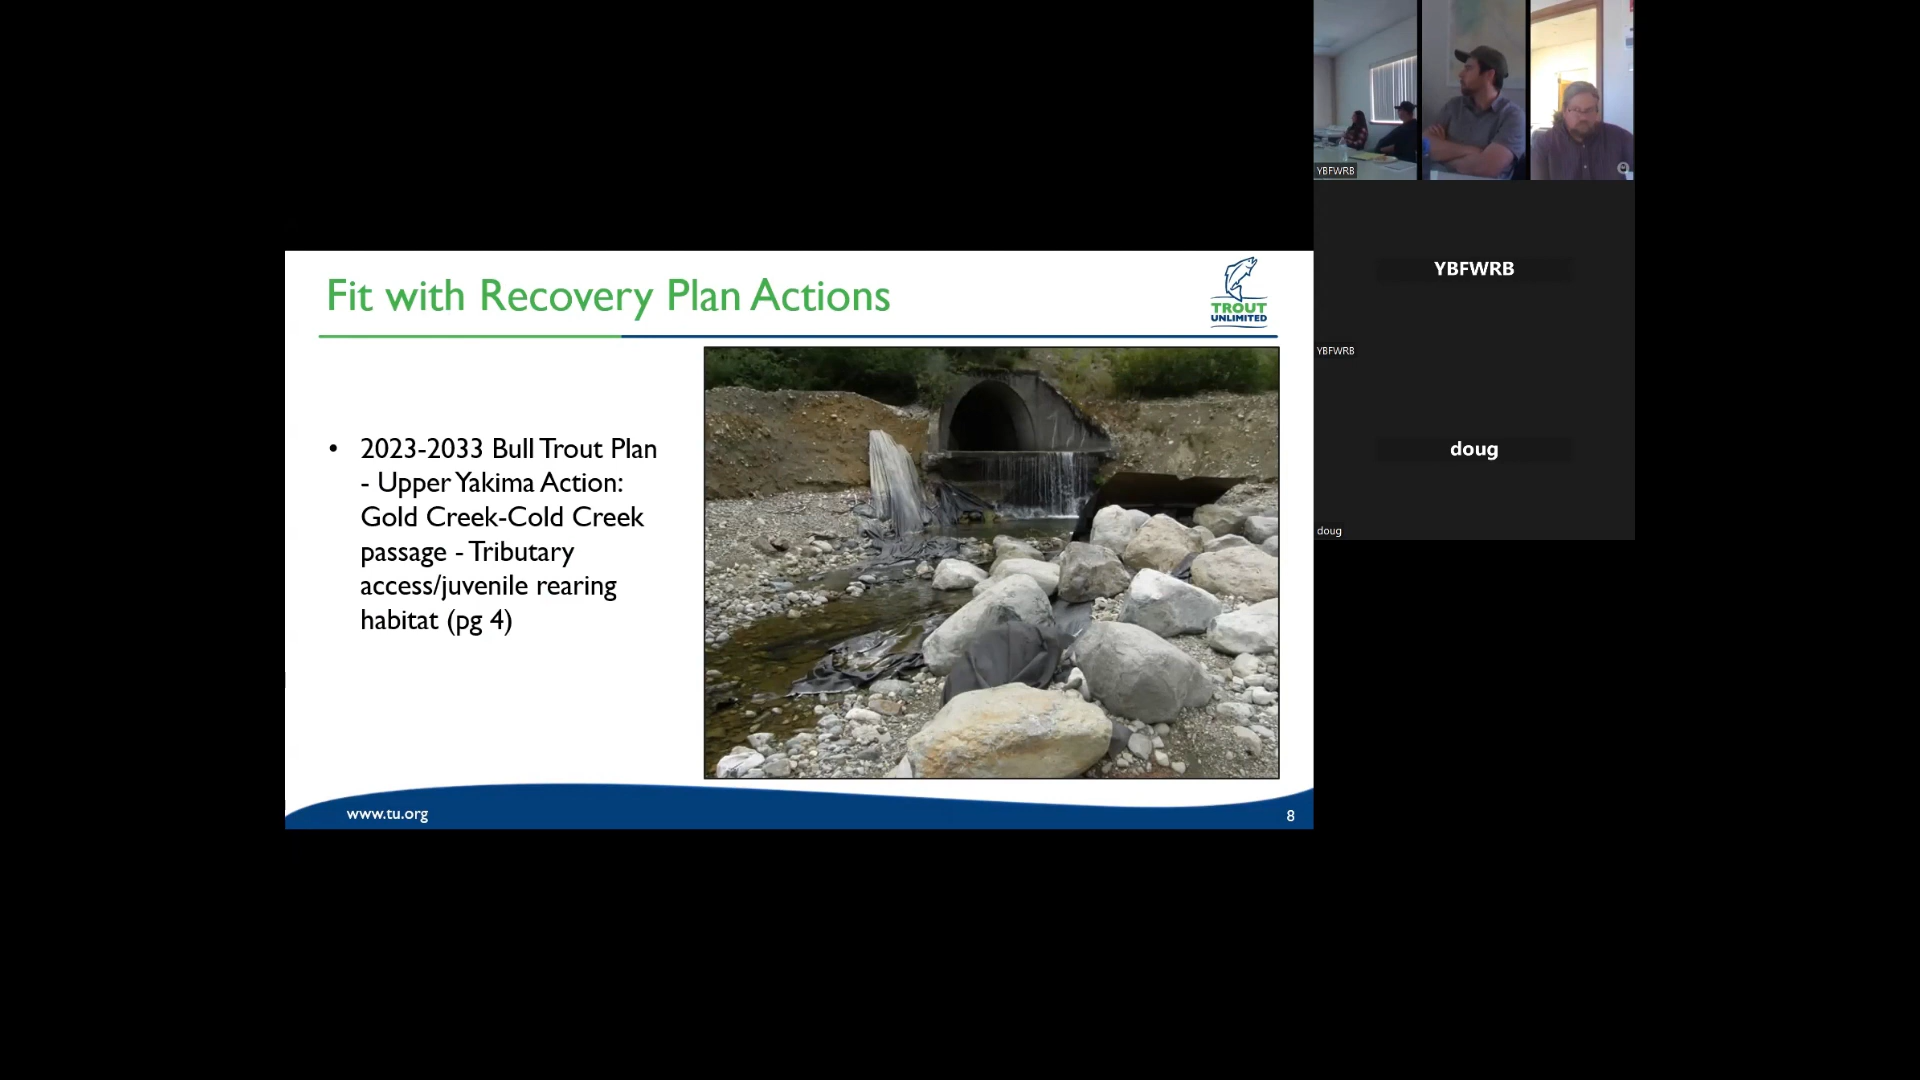 YBFWRB
YBFWRB
YBFWRB
doug
doug
Fit with Recovery Plan Actions
TROUT
UNLIMITED
• 2023-2033 Bull Trout Plan
- Upper Yakima Action:
Gold Creek-Cold Creek
passage - Tributary
access/juvenile rearing
habitat (pg 4)
www.tu.org
8